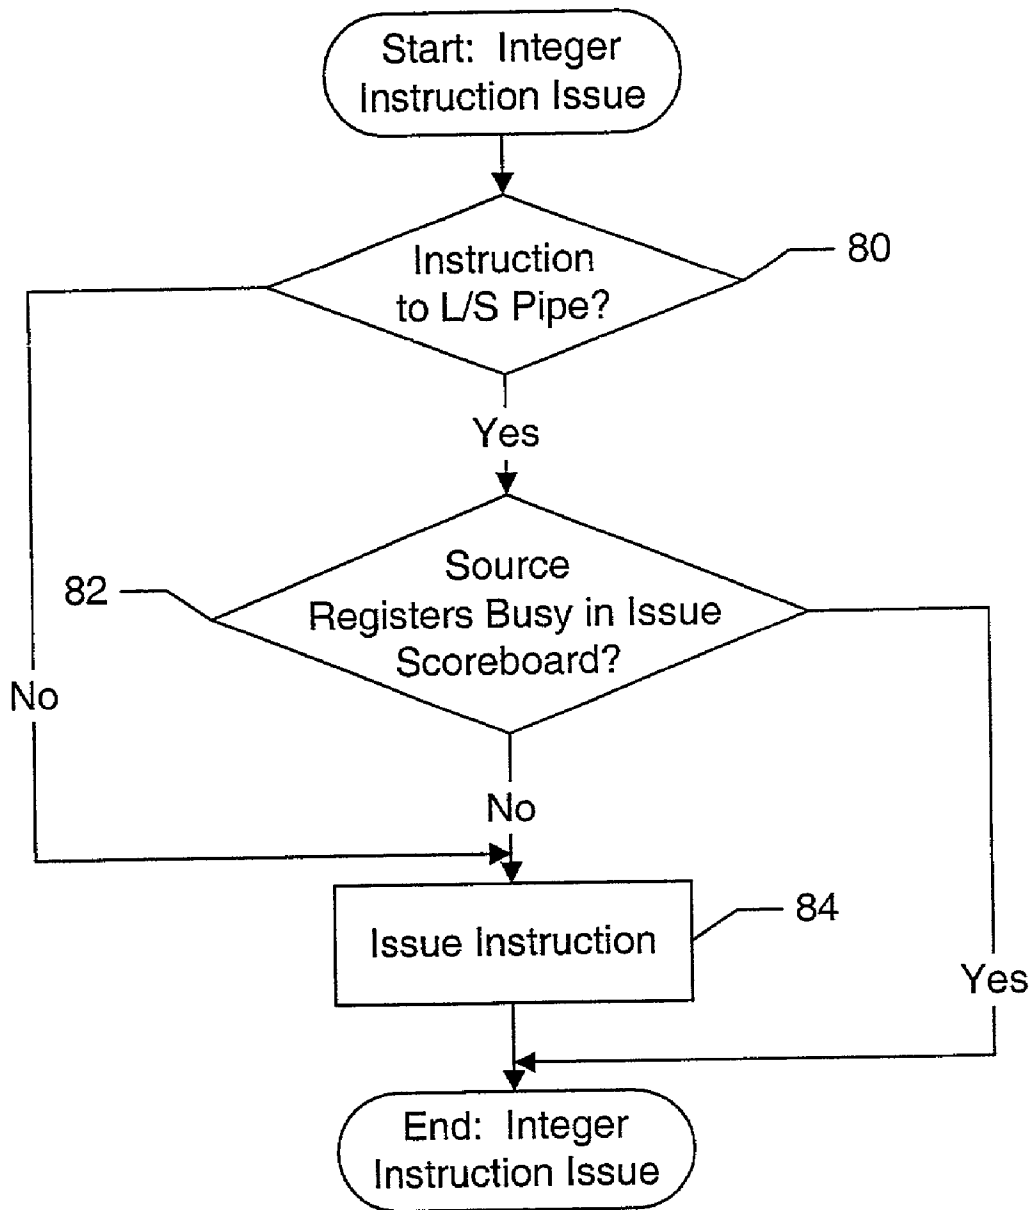 Start: Integer
Instruction Issue
Instruction
to L/S Pipe?
80
Yes
Source
Registers Busy in Issue
Scoreboard?
82
No
No
Issue Instruction
84
Yes
End: Integer
Instruction Issue